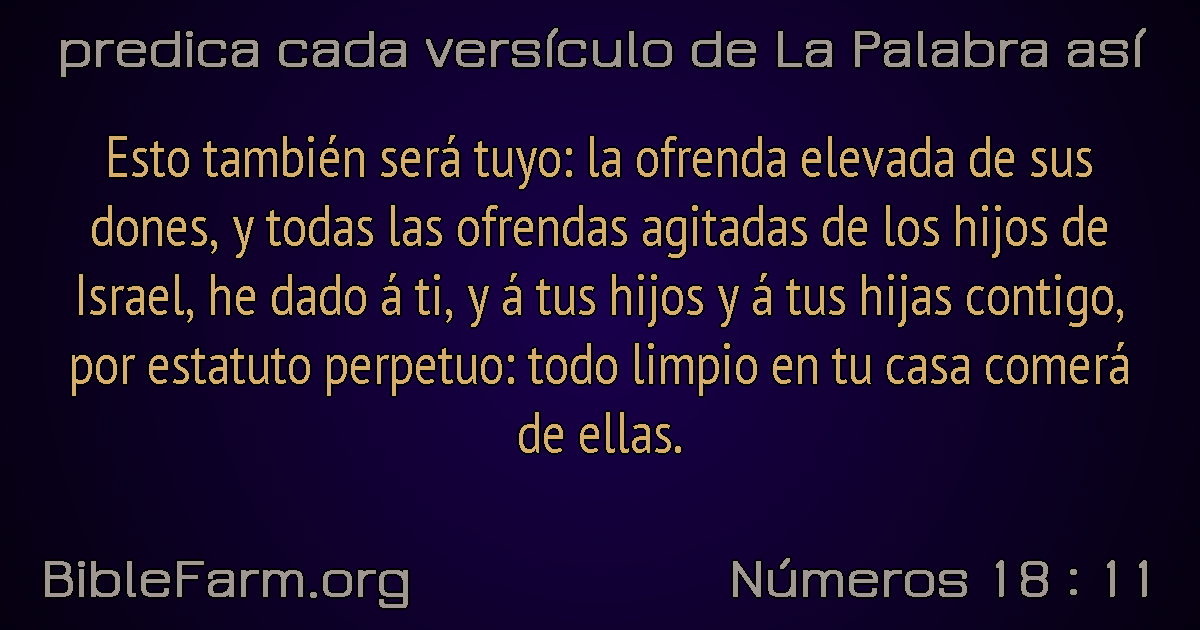 predica cada versículo de La Palabra así
Esto también será tuyo: la ofrenda elevada de sus
dones, y todas las ofrendas agitadas de los hijos de
Israel, he dado á ti, y á tus hijos y á tus hijas contigo,
por estatuto perpetuo: todo limpio en tu casa comerá
de ellas.
BibleFarm.org
Números 18 : 11